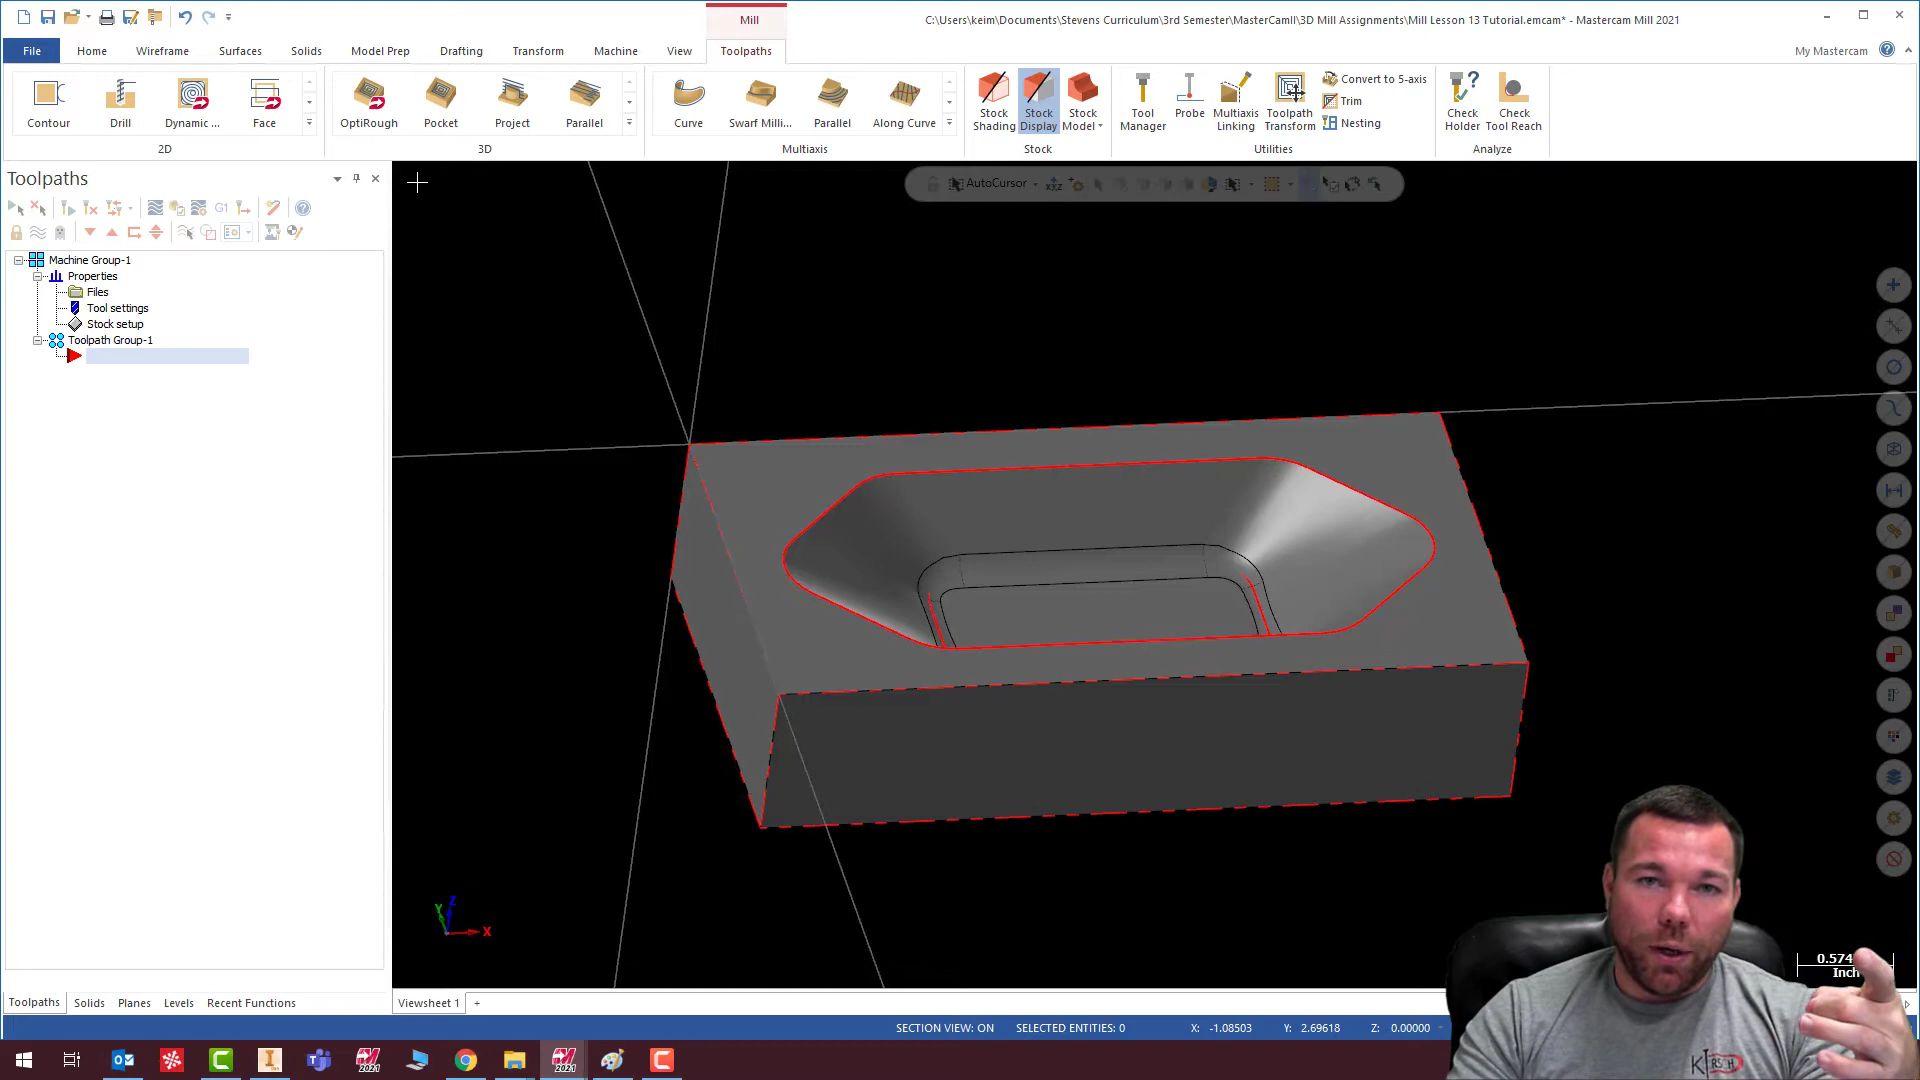 Mill
C:\Users\keim\Documents\Stevens Curriculum\3rd Semester\MasterCamII\3D Mill Assignments\Mill Lesson 13 Tutorial.emcam* - Mastercam Mill 2021
File Home Wireframe Surfaces Solids Model Prep Drafting Transform Machine View Toolpaths My Mastercam
Contour Drill Dynamic ... Face
2D
OptiRough Pocket Project Parallel
3D
Curve Swarf Milli... Parallel Along Curve
Multiaxis
Stock Shading Stock Display Stock Model
Stock
Tool Manager Probe Multiaxis Linking Toolpath Transform
Convert to 5-axis
Trim
Nesting
Utilities
Check Holder Check Tool Reach
Analyze
Toolpaths
G1
AutoCursor
Machine Group-1
Properties
Files
Tool settings
Stock setup
Toolpath Group-1
Y Z X
0.574
Inch
Toolpaths Solids Planes Levels Recent Functions
Viewsheet 1 +
SECTION VIEW: ON SELECTED ENTITIES: 0 X: -1.08503 Y: 2.69618 Z: 0.00000
2021
2021